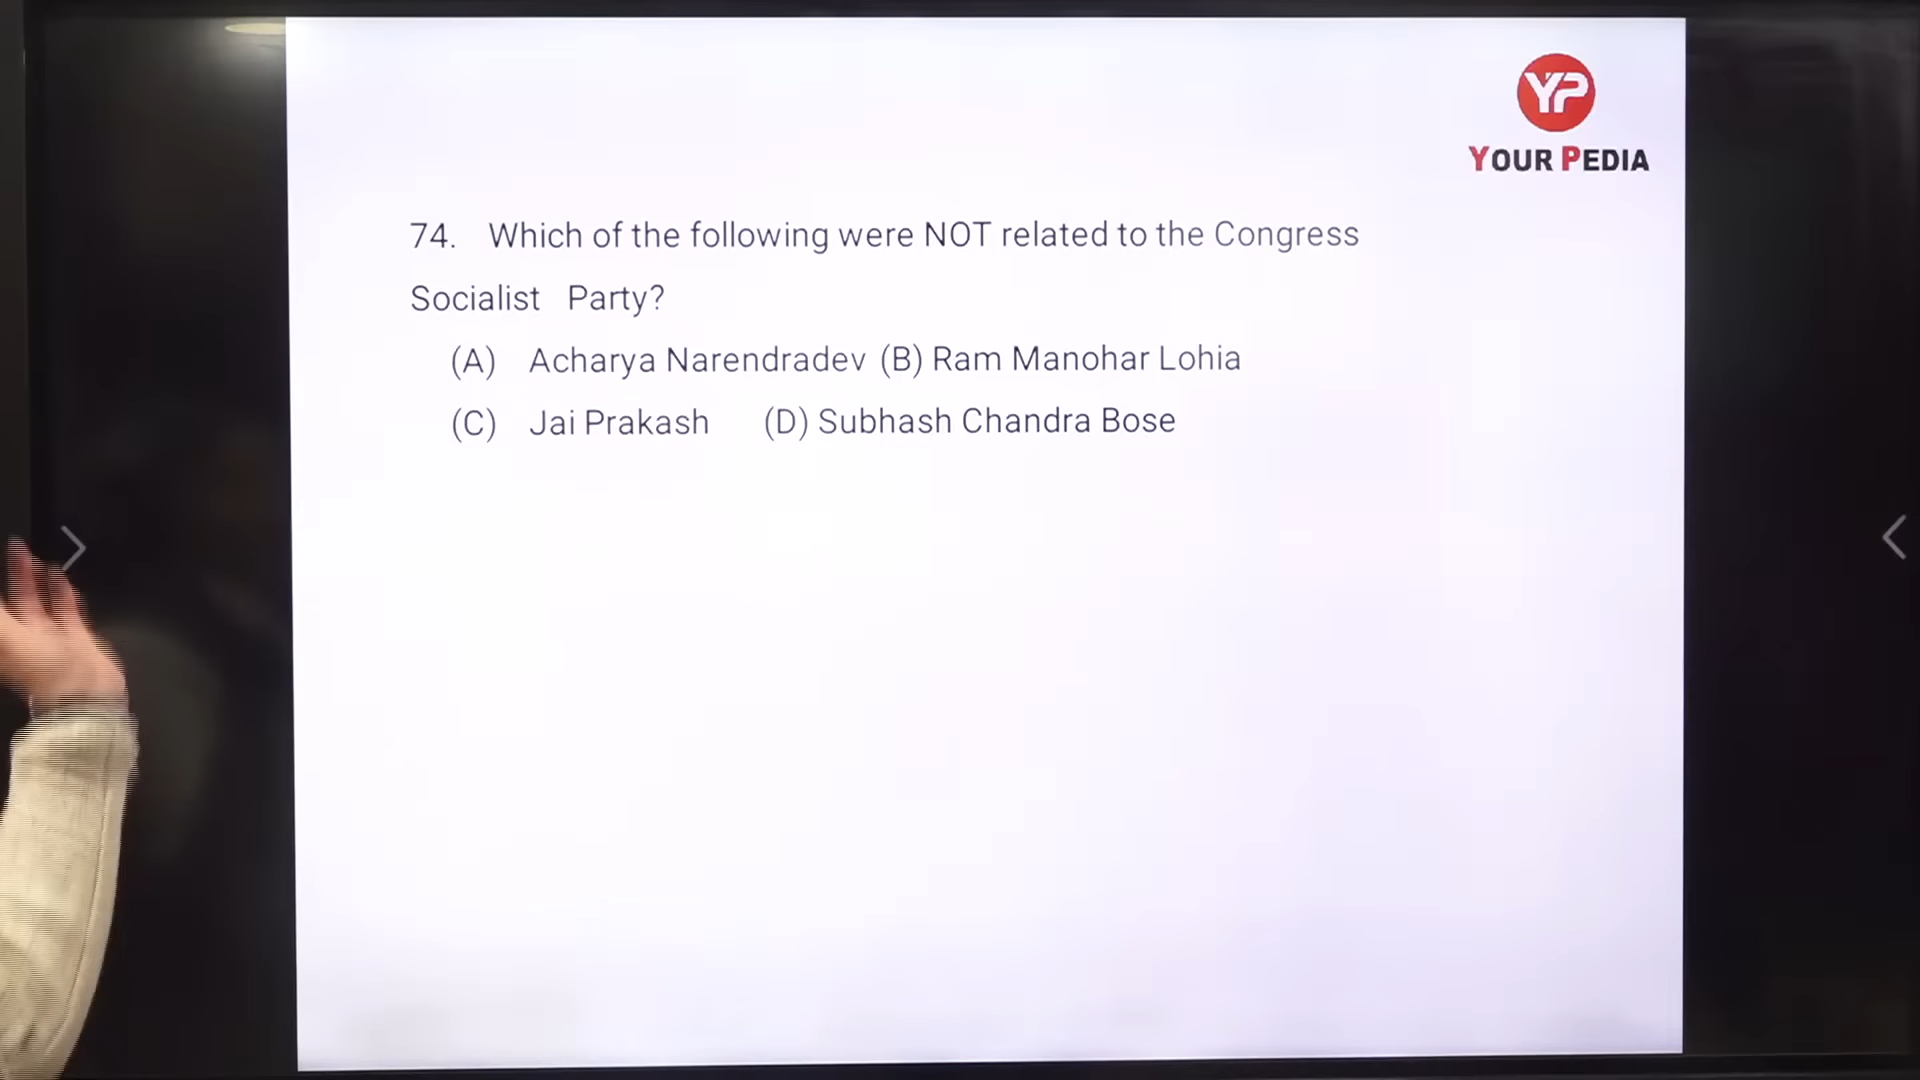 YP
YOUR PEDIA
74. Which of the following were NOT related to the Congress
Socialist Party?
(A) Acharya Narendradev (B) Ram Manohar Lohia
(C) Jai Prakash (D) Subhash Chandra Bose